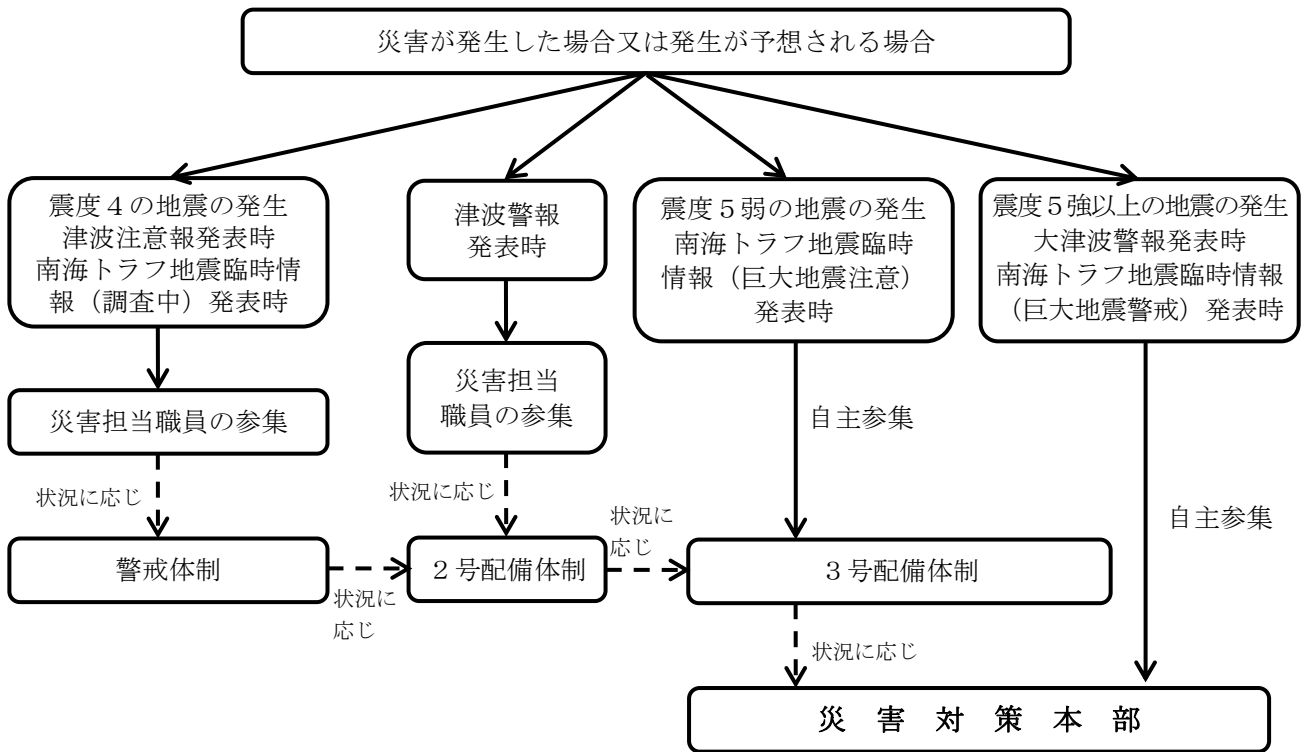 災害が発生した場合又は発生が予想される場合
震度４の地震の発生
津波注意報発表時
南海トラフ地震臨時情
報（調査中）発表時
津波警報
発表時
震度５弱の地震の発生
南海トラフ地震臨時
情報（巨大地震注意）
発表時
震度５強以上の地震の発生
大津波警報発表時
南海トラフ地震臨時情報
（巨大地震警戒）発表時
災害担当職員の参集
災害担当
職員の参集
自主参集
状況に応じ
状況に応じ
状況に
応じ
自主参集
警戒体制
２号配備体制
３号配備体制
状況に
応じ
状況に応じ
災害対策本部